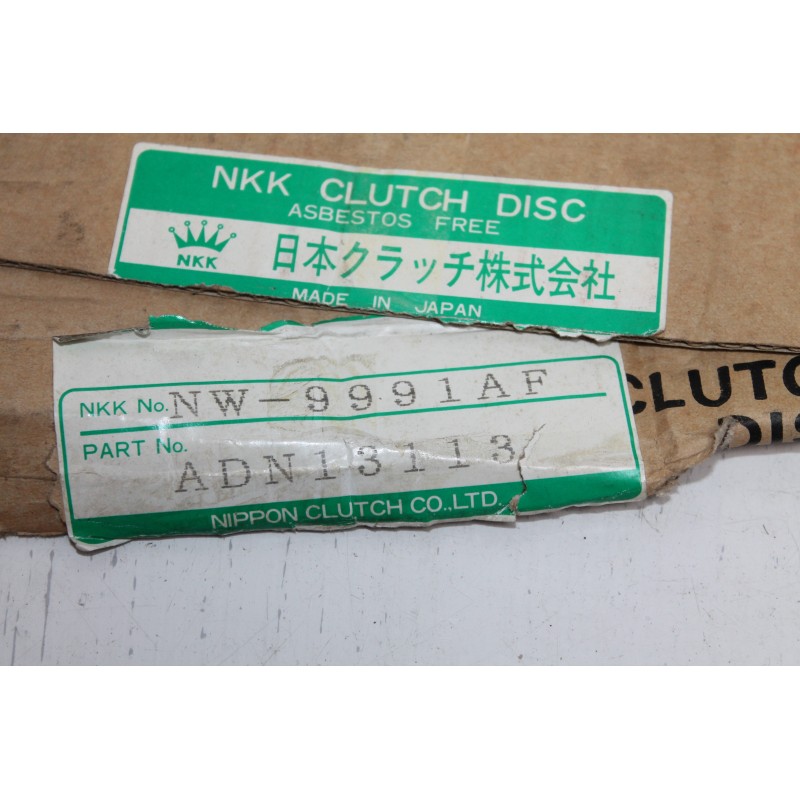 NKK CLUTCH DISC
ASBESTOS FREE
NKK
日本クラッチ株式会社
MADE IN JAPAN
NKK No. NW-9991AF
PART No. ADN13113
NIPPON CLUTCH CO.,LTD.
CLUTC
DIS